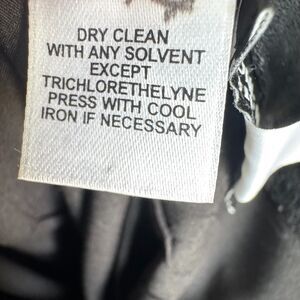 DRY CLEAN
WITH ANY SOLVENT
EXCEPT
TRICHLORETHELYNE
PRESS WITH COOL
IRON IF NECESSARY